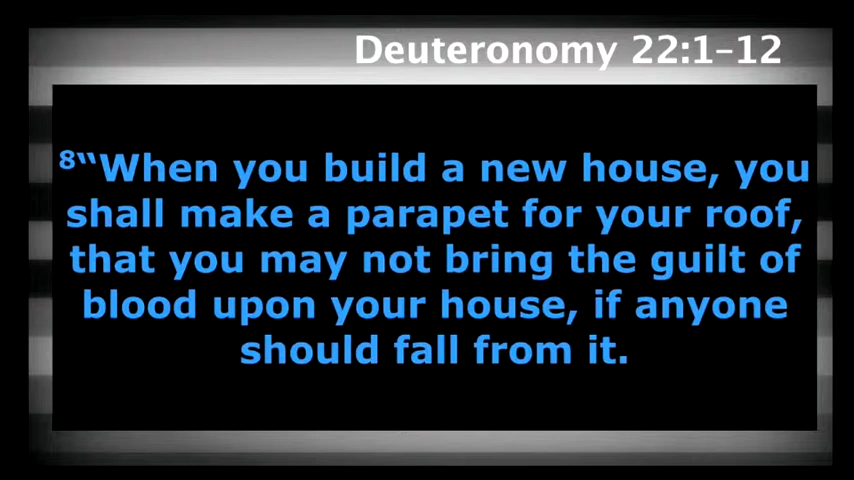 Deuteronomy 22:1–12
⁸“When you build a new house, you
shall make a parapet for your roof,
that you may not bring the guilt of
blood upon your house, if anyone
should fall from it.